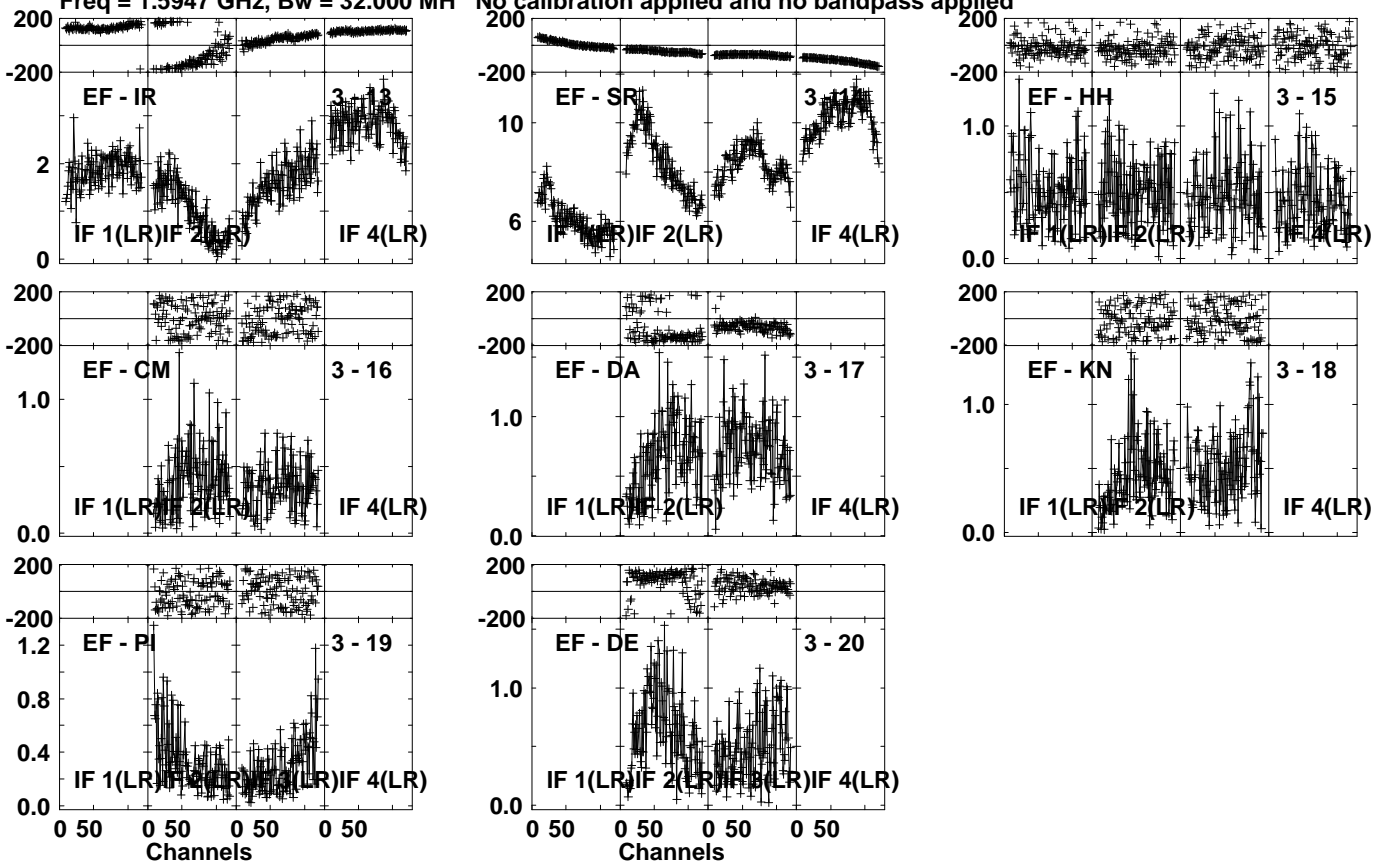 Freq = 1.5947 GHz, Bw = 32.000 MH No calibration applied and no bandpass applied
200
-200
EF - IR
3 - 13
2
0
IF 1(LR) IF 2(LR) IF 4(LR)
EF - SR
10
6
IF 2(LR) IF 4(LR)
200
-200
EF - HH
3 - 15
1.0
0.0
IF 1(LR) IF 2(LR) IF 4(LR)
200
-200
EF - CM
3 - 16
1.0
0.0
IF 1(LR) IF 2(LR) IF 4(LR)
200
-200
EF - DA
3 - 17
1.0
0.0
IF 1(LR) IF 2(LR) IF 4(LR)
200
-200
EF - KN
3 - 18
1.0
0.0
IF 1(LR) IF 2(LR) IF 4(LR)
200
-200
EF - PI
3 - 19
1.2
0.8
0.4
0.0
IF 1(LR) IF 2(LR) IF 3(LR) IF 4(LR)
0 50 0 50 0 50 0 50
Channels
200
-200
EF - DE
3 - 20
1.0
0.0
IF 1(LR) IF 2(LR) IF 3(LR) IF 4(LR)
0 50 0 50 0 50 0 50
Channels